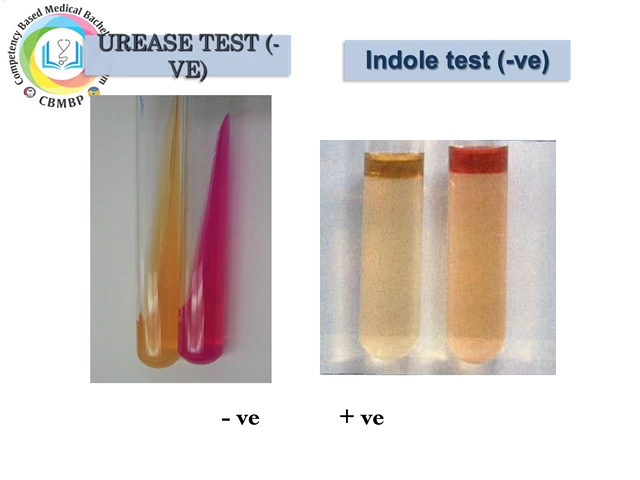 Competency Based Medical Bachelor
CBMBP
UREASE TEST (-
VE)
Indole test (-ve)
- ve
+ ve